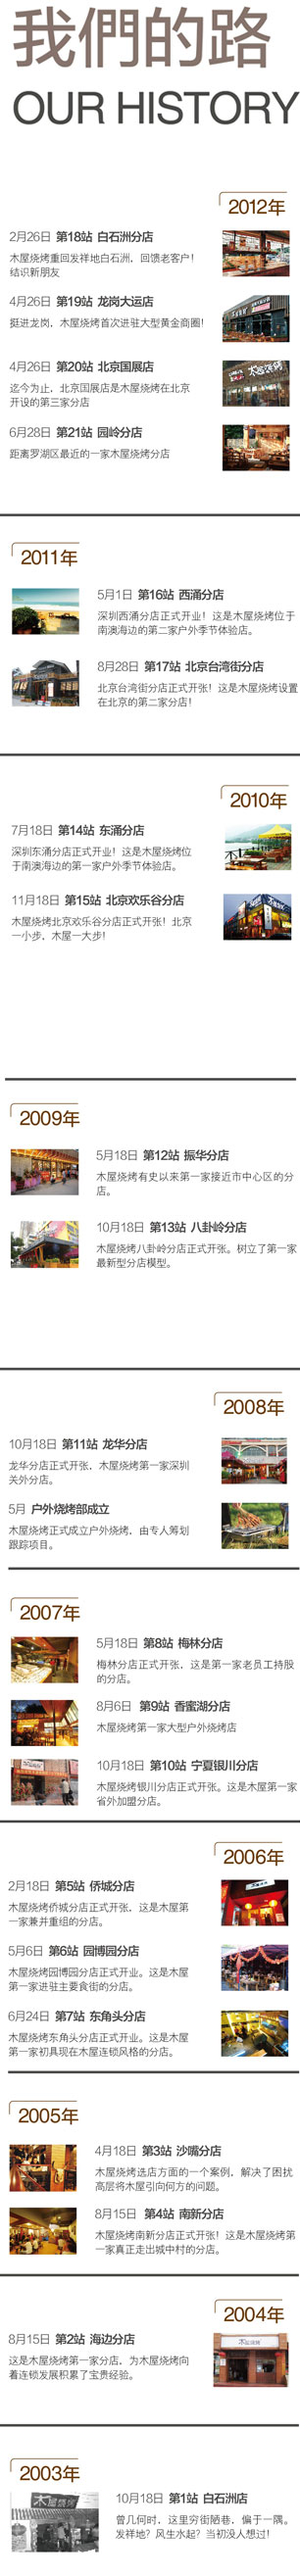 我們的路
OUR HISTORY
2012年
2月26日 第18站 白石洲分店
木屋烧烤重回发祥地白石洲，回馈老客户！
结识新朋友
4月26日 第19站 龙岗大运店
挺进龙岗，木屋烧烤首次进驻大型黄金商圈！
4月26日 第20站 北京国展店
迄今为止，北京国展店是木屋烧烤在北京
开设的第三家分店
6月28日 第21站 园岭分店
距离罗湖区最近的一家木屋烧烤分店
2011年
5月1日 第16站 西涌分店
深圳西涌分店正式开业！这是木屋烧烤位于
南澳海边的第二家户外季节体验店。
8月28日 第17站 北京台湾街分店
北京台湾街分店正式开张！这是木屋烧烤设置
在北京的第二家分店！
2010年
7月18日 第14站 东涌分店
深圳东涌分店正式开业！这是木屋烧烤位
于南澳海边的第一家户外季节体验店。
11月18日 第15站 北京欢乐谷分店
木屋烧烤北京欢乐谷分店正式开张！北京
一小步，木屋一大步！
2009年
5月18日 第12站 振华分店
木屋烧烤有史以来第一家接近市中心区的分
店。
10月18日 第13站 八卦岭分店
木屋烧烤八卦岭分店正式开张。树立了第一家
最新型分店模型。
2008年
10月18日 第11站 龙华分店
龙华分店正式开张，木屋烧烤第一家深圳
关外分店。
5月 户外烧烤部成立
木屋烧烤正式成立户外烧烤，由专人筹划
跟踪项目。
2007年
5月18日 第8站 梅林分店
梅林分店正式开张，这是第一家老员工持股
的分店。
8月6日 第9站 香蜜湖分店
木屋烧烤第一家大型户外烧烤店
10月18日 第10站 宁夏银川分店
木屋烧烤银川分店正式开张。这是木屋第一家
省外加盟分店。
2006年
2月18日 第5站 侨城分店
木屋烧烤侨城分店正式开张，这是木屋第
一家兼并重组的分店。
5月6日 第6站 园博园分店
木屋烧烤园博园分店正式开业。这是木屋
第一家进驻主要食街的分店。
6月24日 第7站 东角头分店
木屋烧烤东角头分店正式开业。这是木屋
第一家初具现在木屋连锁风格的分店。
2005年
4月18日 第3站 沙嘴分店
木屋烧烤选店方面的一个案例，解决了困扰
高层将木屋引向何方的问题。
8月15日 第4站 南新分店
木屋烧烤南新分店正式开张！这是木屋烧烤第
一家真正走出城中村的分店。
2004年
8月15日 第2站 海边分店
这是木屋烧烤第一家分店，为木屋烧烤向
着连锁发展积累了宝贵经验。
2003年
10月18日 第1站 白石洲店
曾几何时，这里穷街陋巷，偏于一隅。
发祥地？风生水起？当初没人想过！